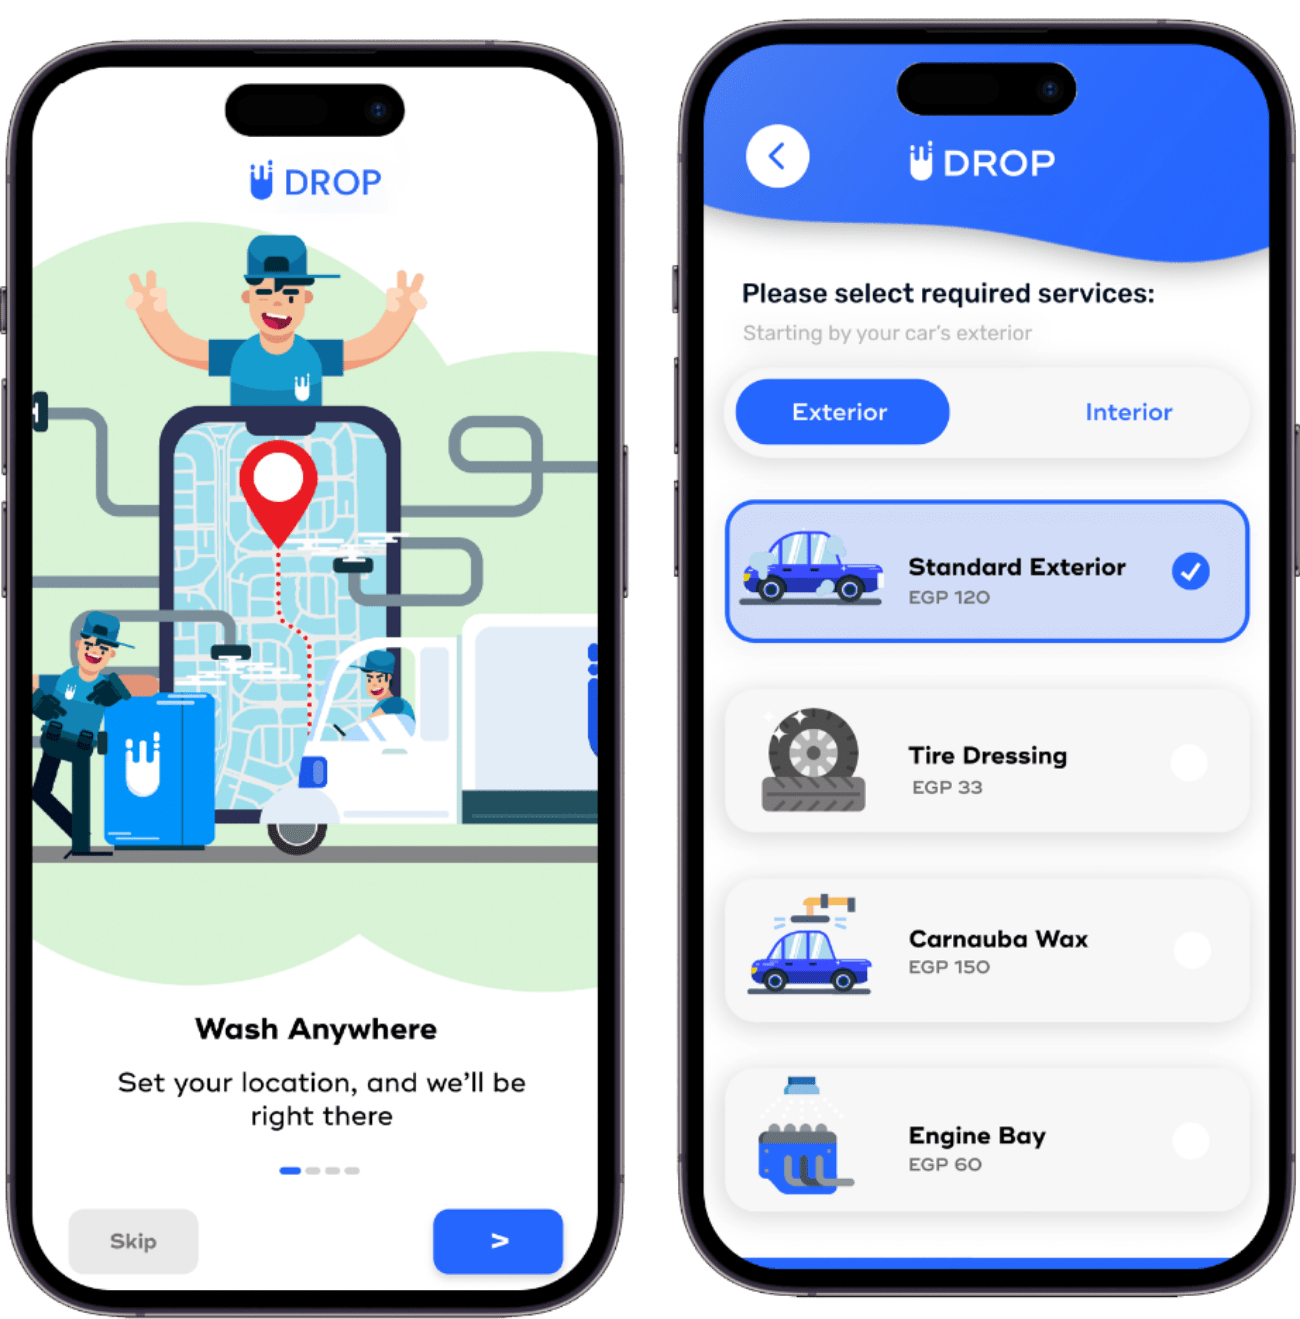 DROP
Wash Anywhere
Set your location, and we'll be
right there
Skip
>
DROP
Please select required services:
Starting by your car's exterior
Exterior
Interior
Standard Exterior
EGP 120
Tire Dressing
EGP 33
Carnauba Wax
EGP 150
Engine Bay
EGP 60